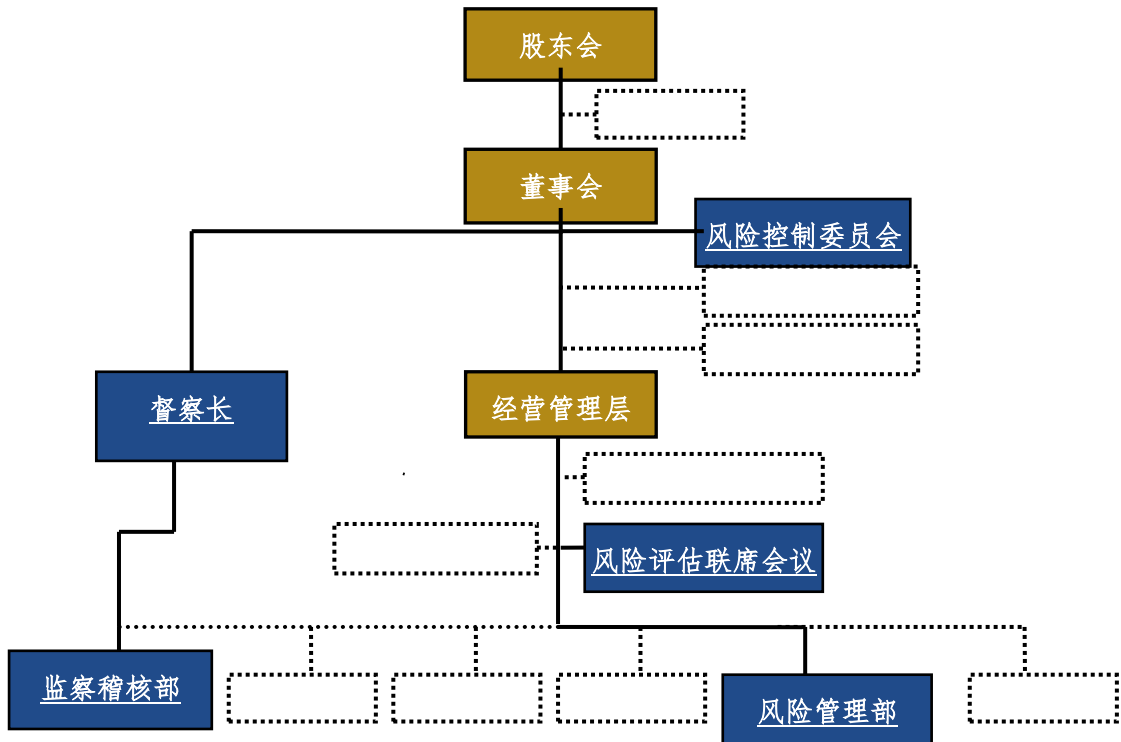 股东会
董事会
风险控制委员会
督察长
经营管理层
风险评估联席会议
监察稽核部
风险管理部